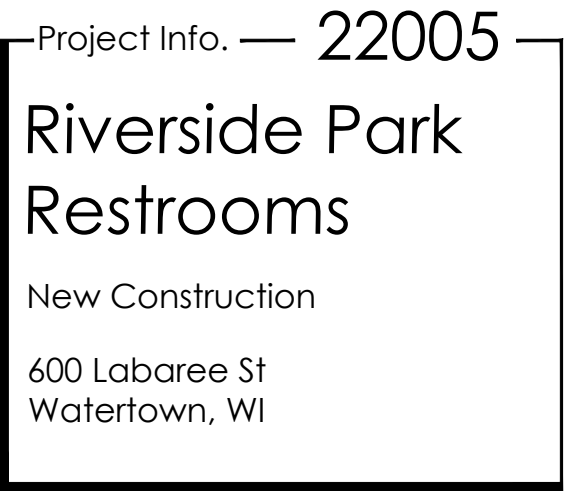 Project Info. 22005
Riverside Park
Restrooms
New Construction
600 Labaree St
Watertown, WI